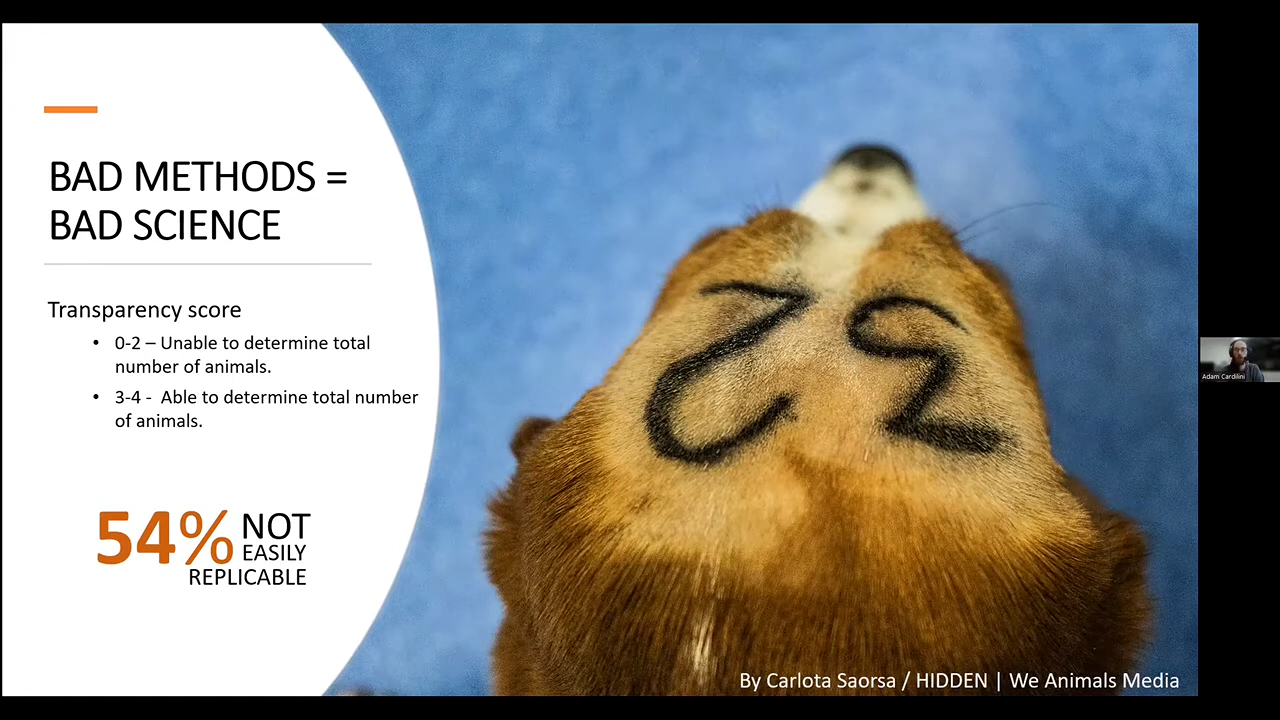 BAD METHODS =
BAD SCIENCE
Transparency score
• 0-2 – Unable to determine total
number of animals.
• 3-4 - Able to determine total number
of animals.
54% NOT
EASILY
REPLICABLE
By Carlota Saorsa / HIDDEN | We Animals Media
Adam Cardilini